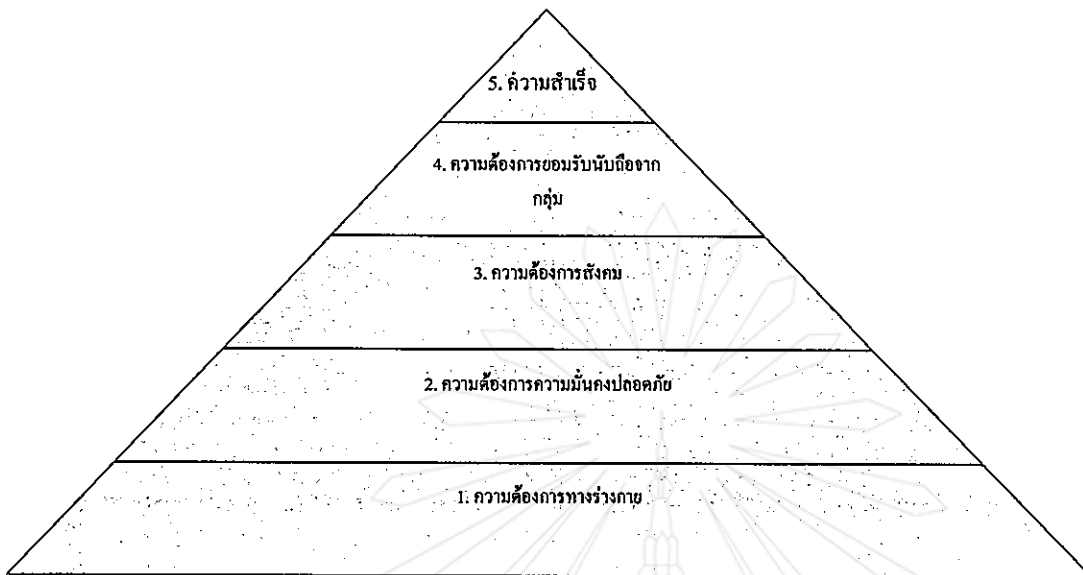 5. ความสำเร็จ
4. ความต้องการยอมรับนับถือจาก
กลุ่ม
3. ความต้องการสังคม
2. ความต้องการความมั่นคงปลอดภัย
1. ความต้องการทางร่างกาย